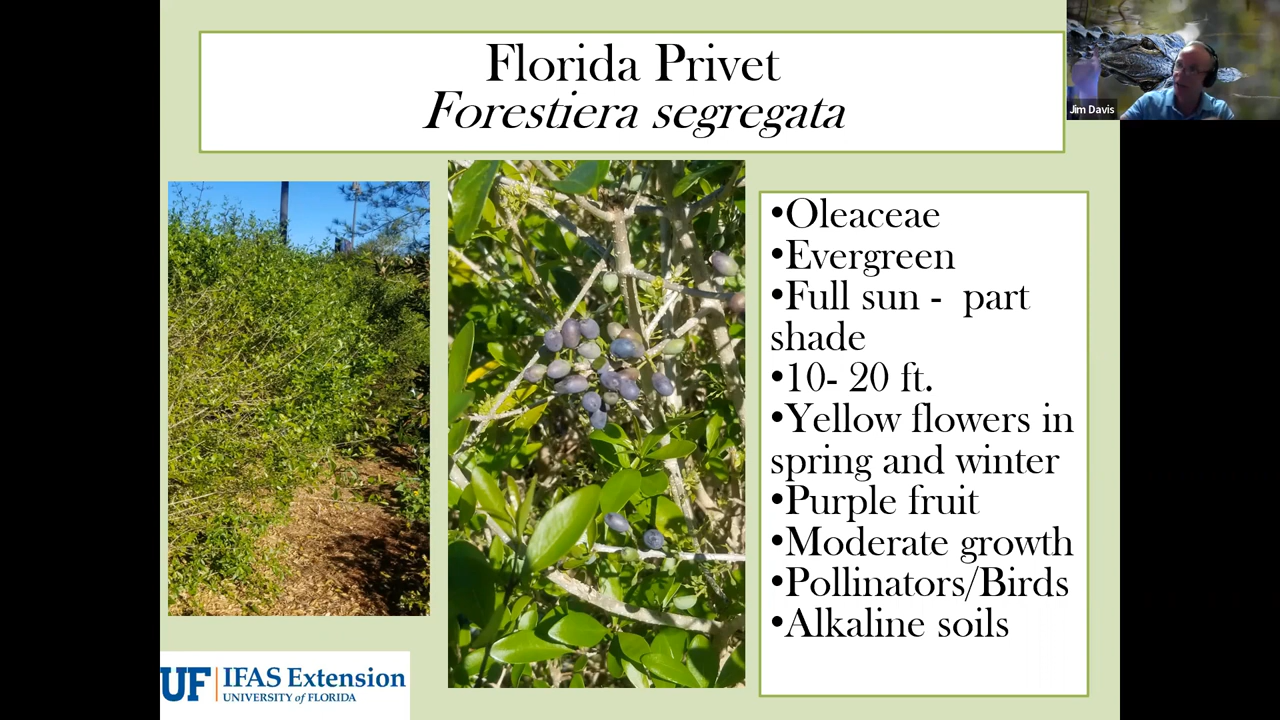 Florida Privet
Forestiera segregata
Jim Davis
•Oleaceae
•Evergreen
•Full sun - part
shade
•10- 20 ft.
•Yellow flowers in
spring and winter
•Purple fruit
•Moderate growth
•Pollinators/Birds
•Alkaline soils
UF IFAS Extension
UNIVERSITY of FLORIDA